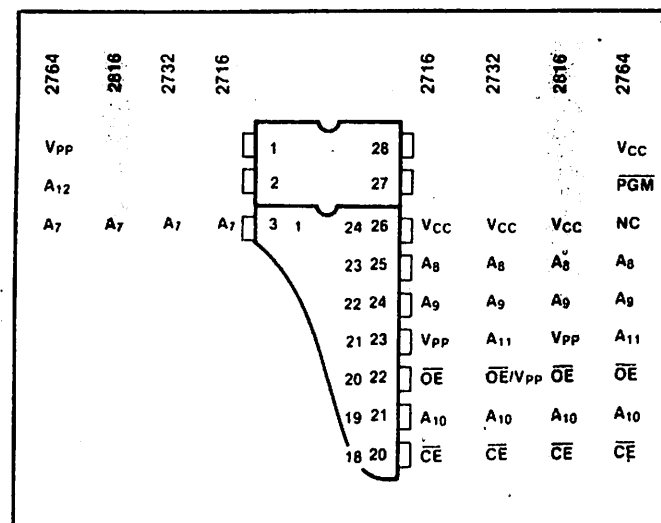 2764 2816 2732 2716 2716 2732 2816 2764
VPP 1 28 VCC
A12 2 27 PGM
A7 A7 A7 A7 3 1 24 26 VCC VCC VCC NC
23 25 A8 A8 A8 A8
22 24 A9 A9 A9 A9
21 23 VPP A11 VPP A11
20 22 OE OE/VPP OE OE
19 21 A10 A10 A10 A10
18 20 CE CE CE CE